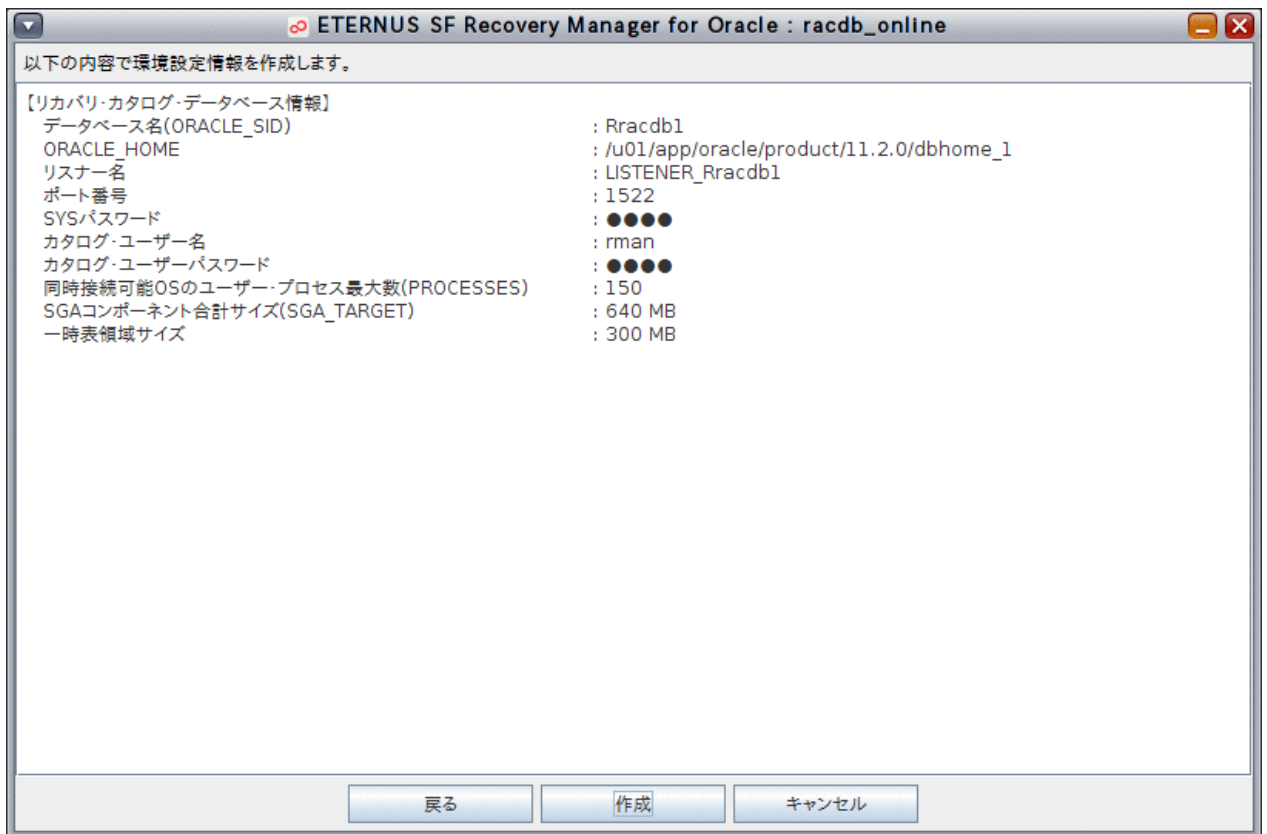 ETERNUS SF Recovery Manager for Oracle : racdb_online
以下の内容で環境設定情報を作成します。
【リカバリ・カタログ・データベース情報】
データベース名(ORACLE_SID) : Rracdb1
ORACLE_HOME : /u01/app/oracle/product/11.2.0/dbhome_1
リスナー名 : LISTENER_Rracdb1
ポート番号 : 1522
SYSパスワード : ●●●●
カタログ・ユーザー名 : rman
カタログ・ユーザーパスワード : ●●●●
同時接続可能OSのユーザー・プロセス最大数(PROCESSES) : 150
SGAコンポーネント合計サイズ(SGA_TARGET) : 640 MB
一時表領域サイズ : 300 MB
戻る 作成 キャンセル